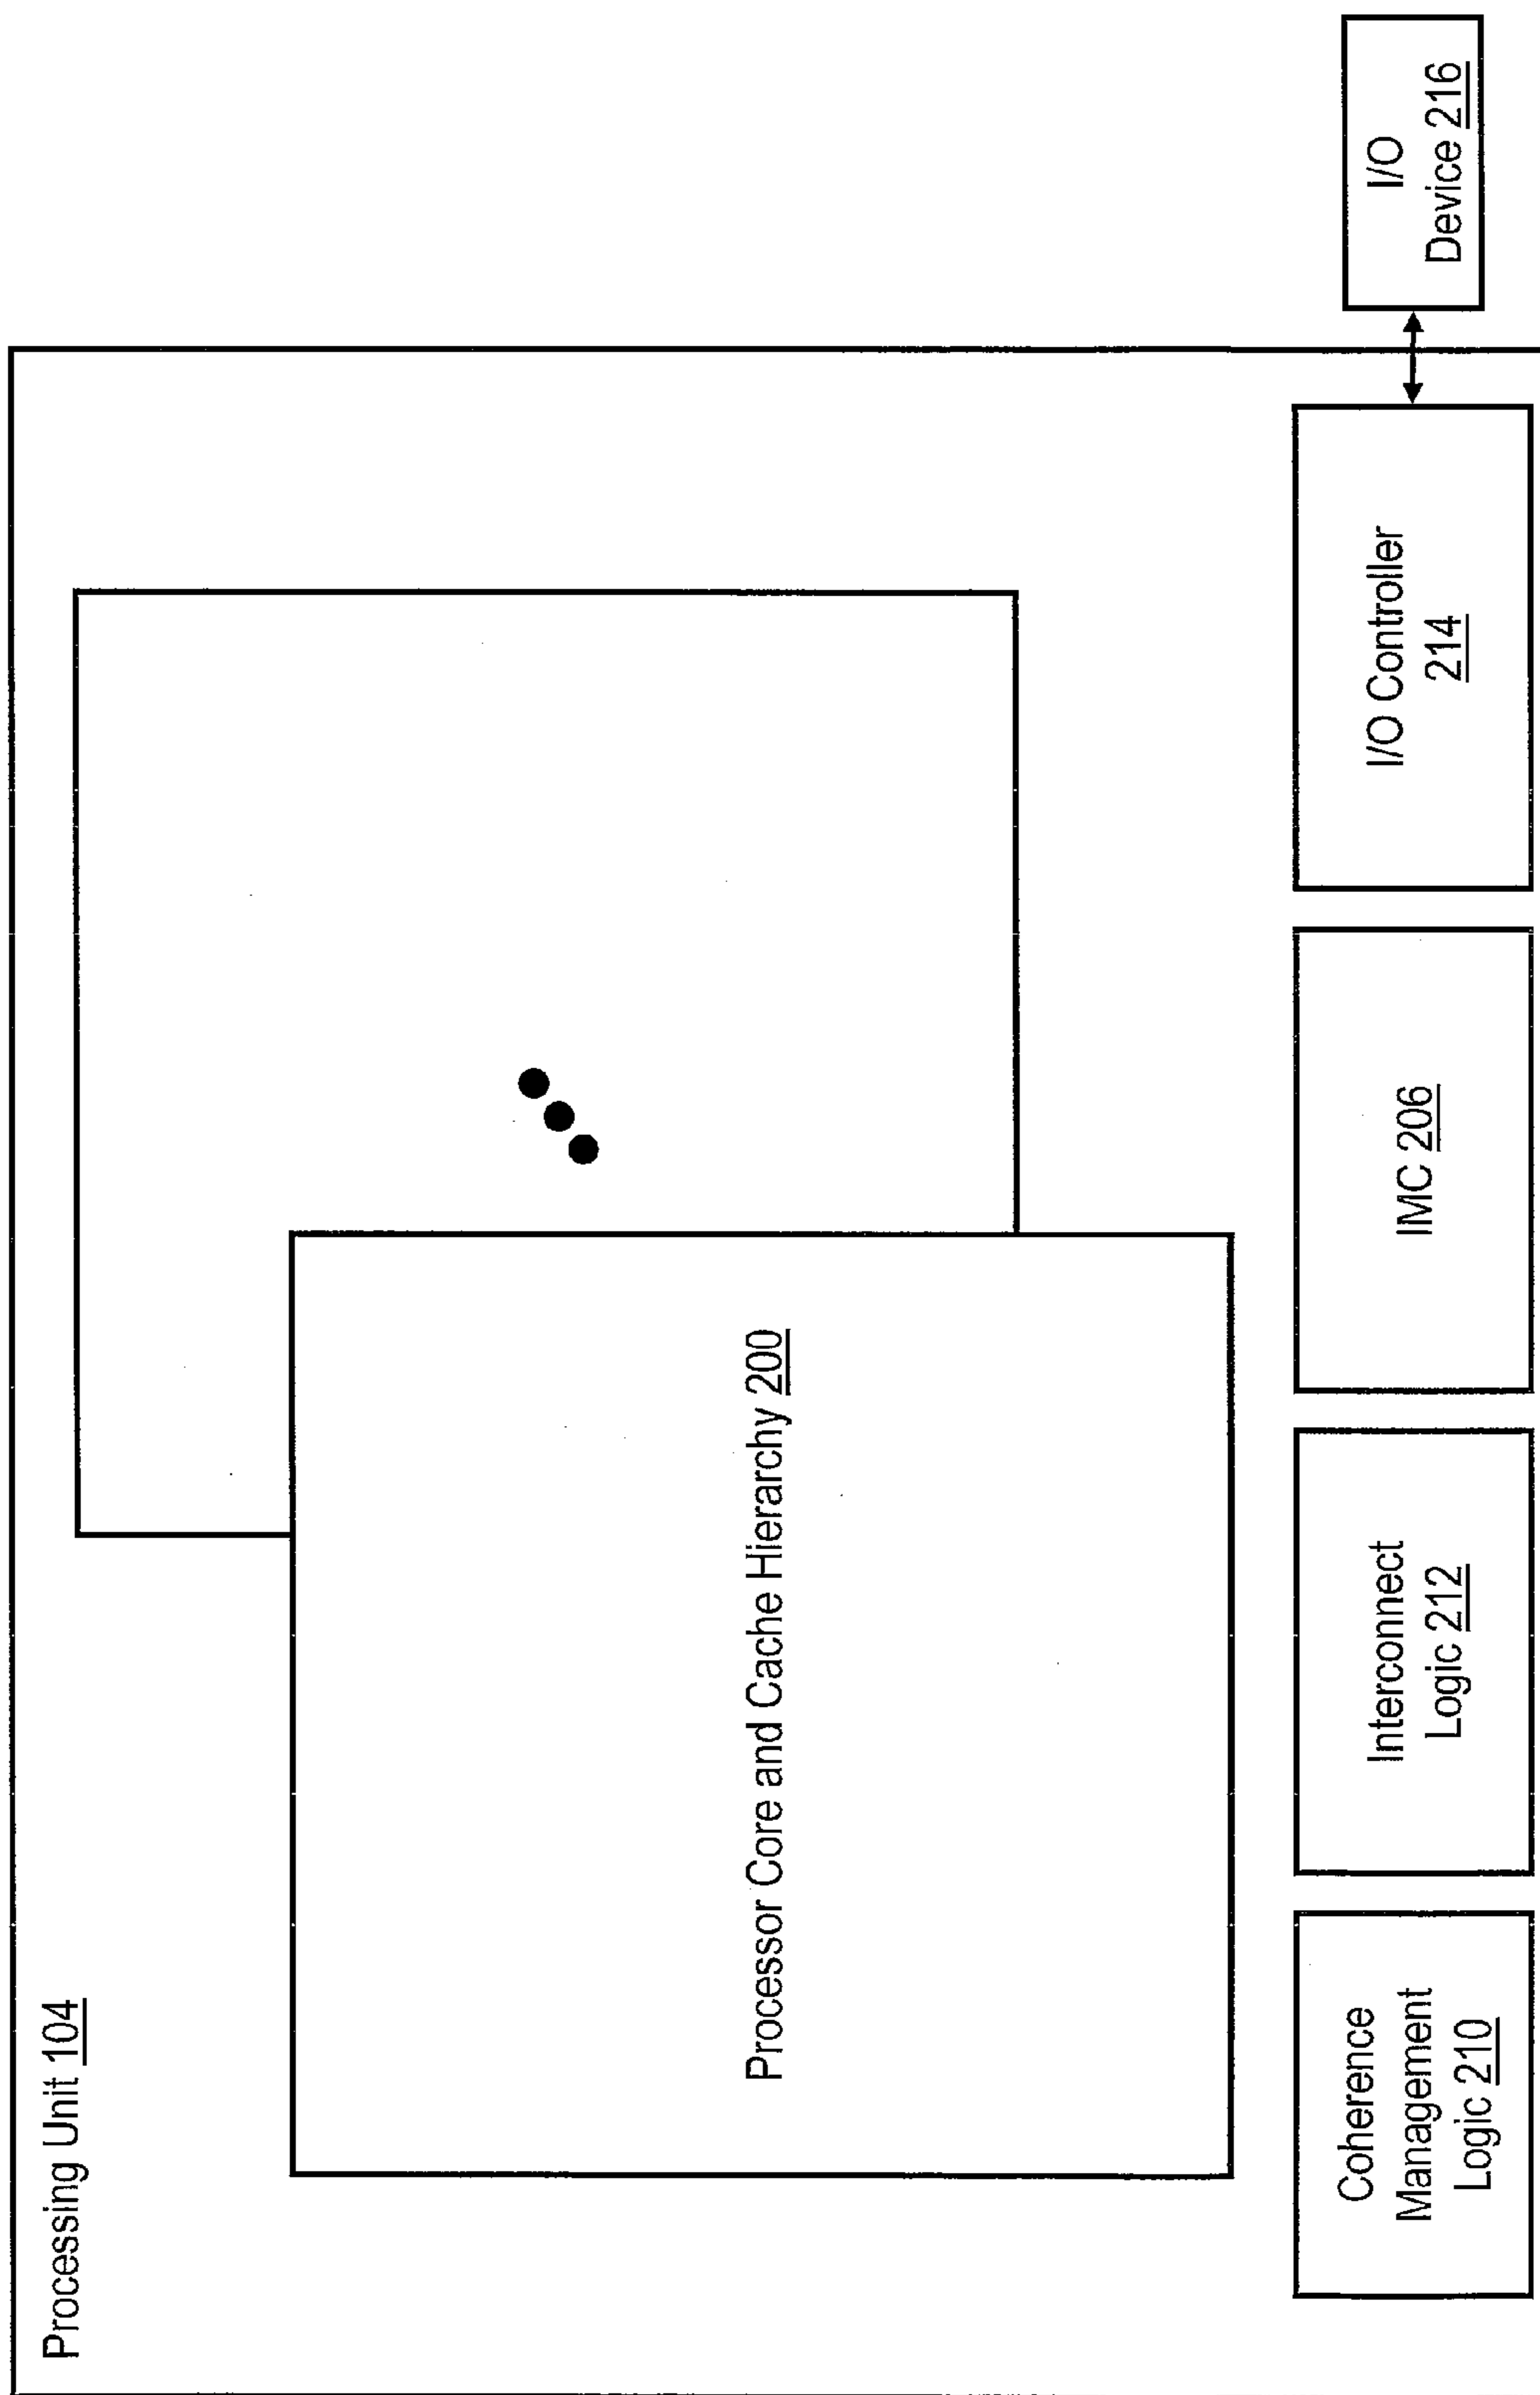 Processing Unit 104
Processor Core and Cache Hierarchy 200
Coherence
Management
Logic 210
Interconnect
Logic 212
IMC 206
I/O Controller
214
I/O
Device 216